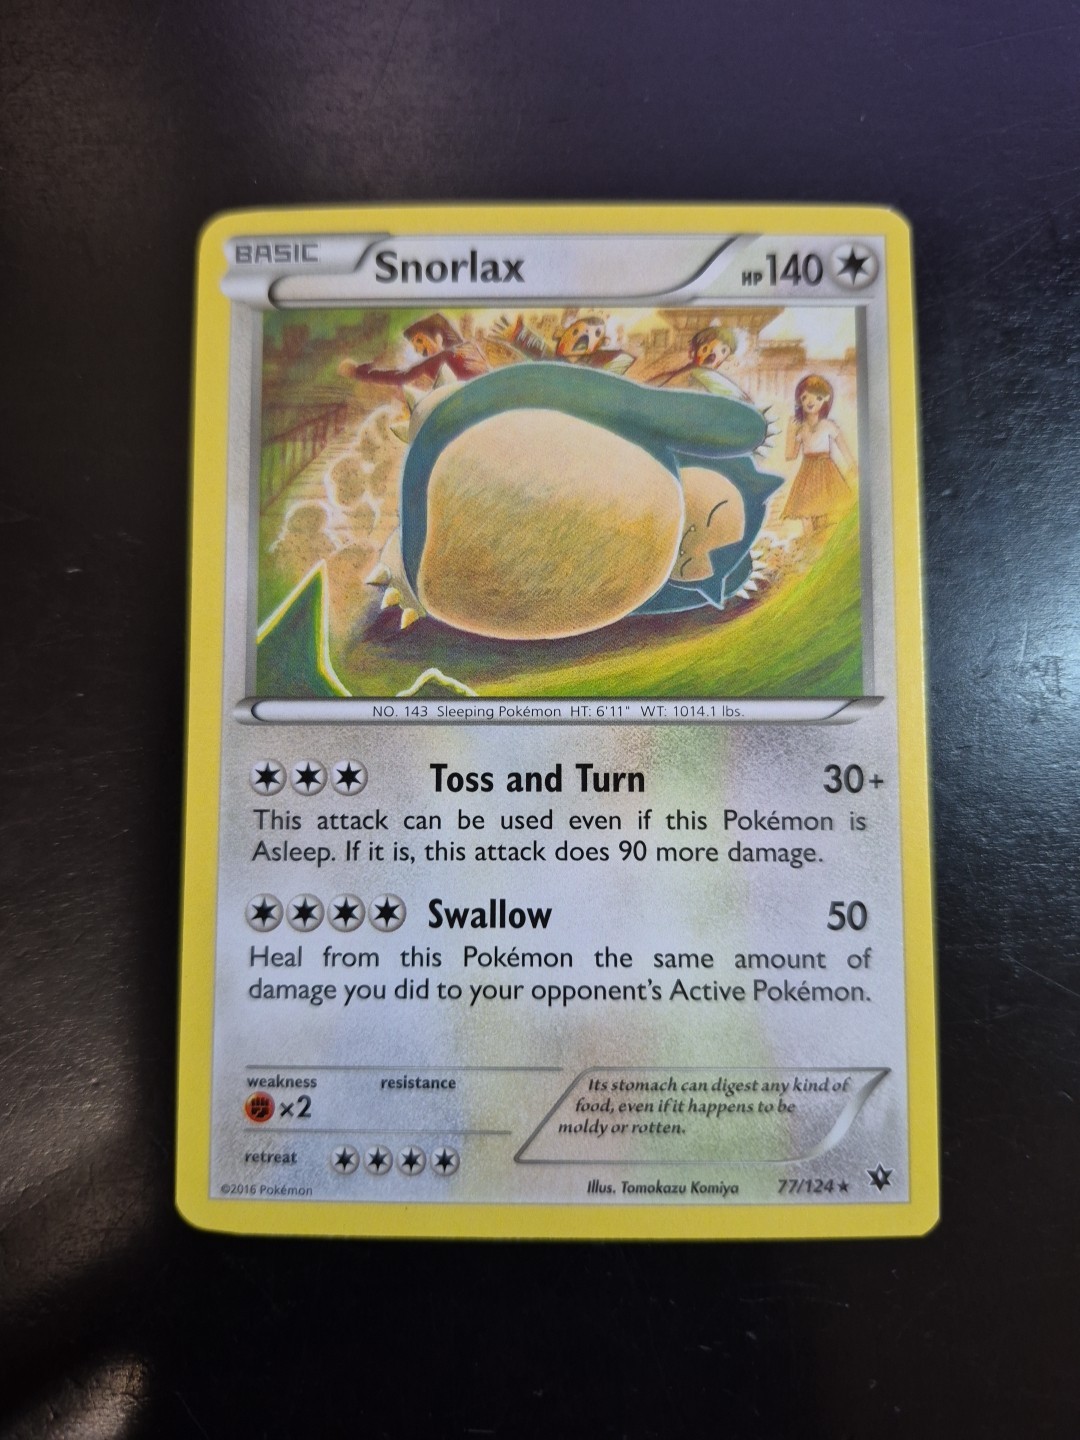 BASIC
Snorlax
HP 140
NO. 143 Sleeping Pokémon HT: 6'11" WT: 1014.1 lbs.
Toss and Turn 30+
This attack can be used even if this Pokémon is
Asleep. If it is, this attack does 90 more damage.
Swallow 50
Heal from this Pokémon the same amount of
damage you did to your opponent's Active Pokémon.
weakness resistance
×2
retreat
Its stomach can digest any kind of
food, even if it happens to be
moldy or rotten.
©2016 Pokémon
Illus. Tomokazu Komiya 77/124 ★